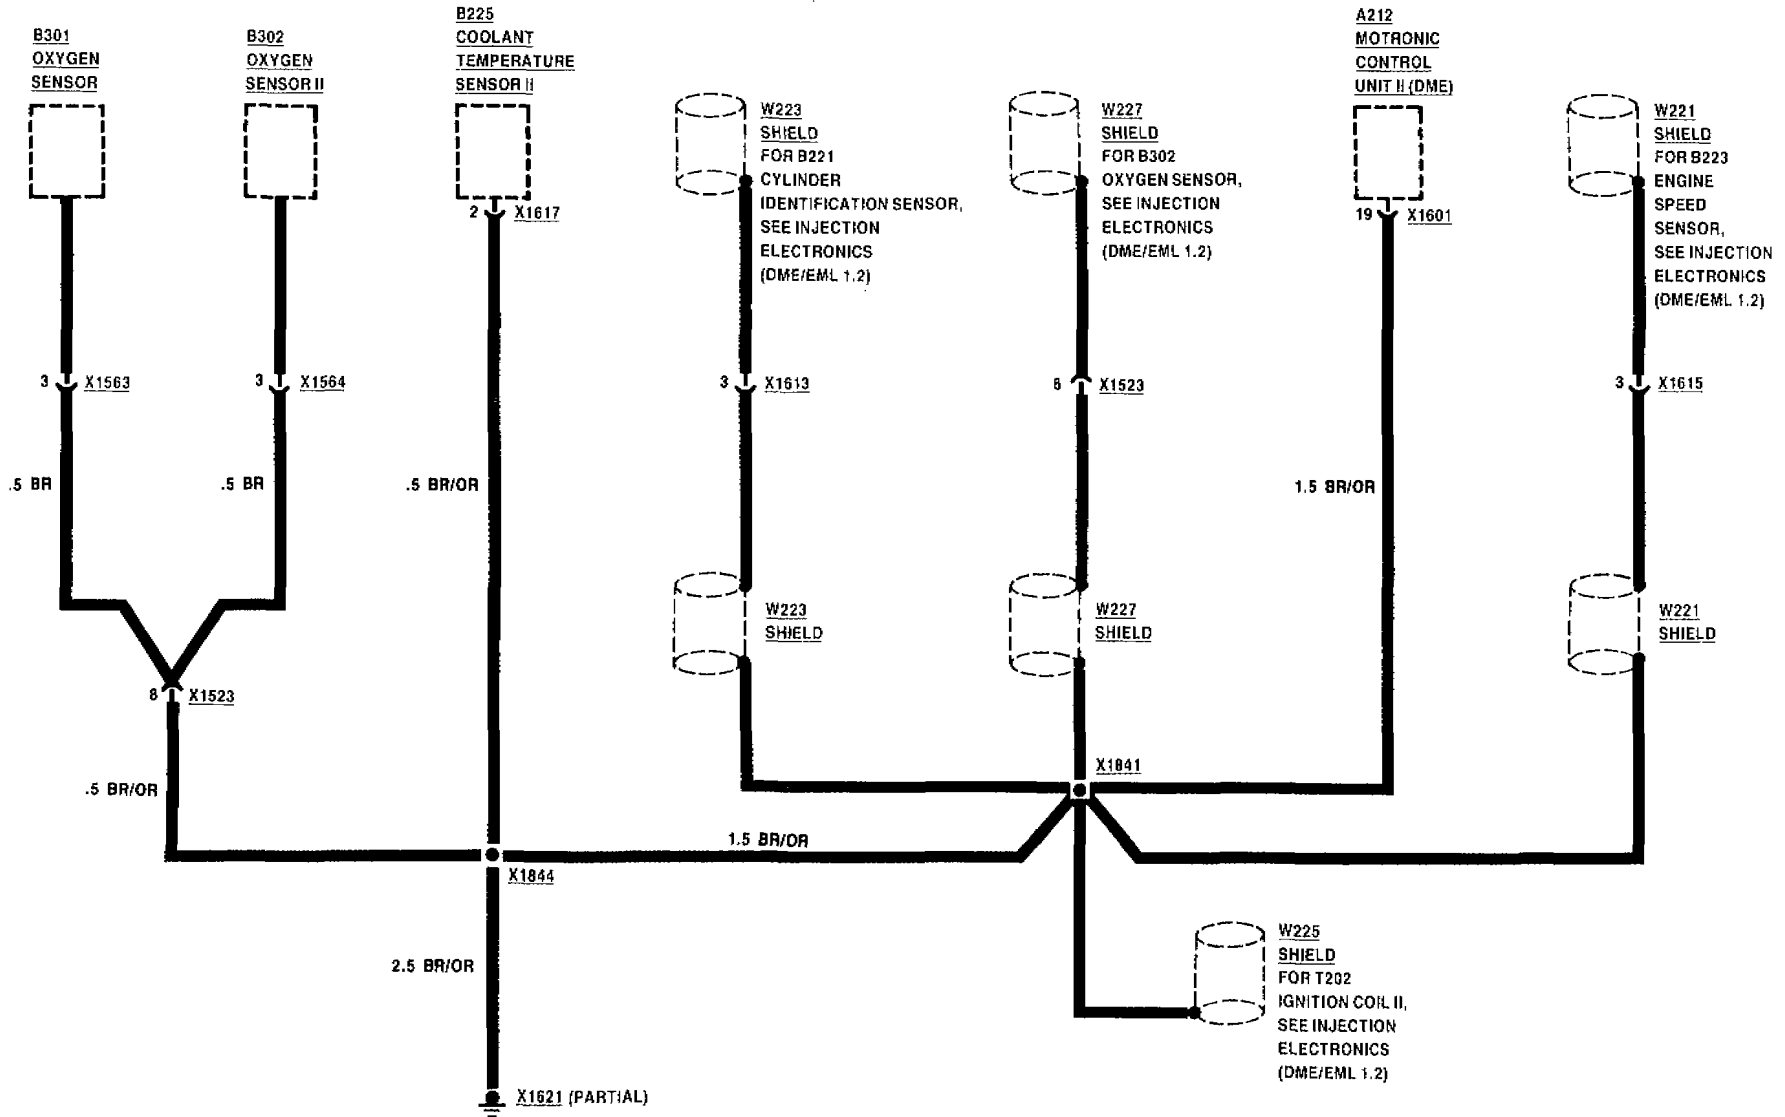 B301
OXYGEN
SENSOR
B302
OXYGEN
SENSOR II
B225
COOLANT
TEMPERATURE
SENSOR II
W223
SHIELD
FOR B221
CYLINDER
IDENTIFICATION SENSOR,
SEE INJECTION
ELECTRONICS
(DME/EML 1.2)
W227
SHIELD
FOR B302
OXYGEN SENSOR,
SEE INJECTION
ELECTRONICS
(DME/EML 1.2)
A212
MOTRONIC
CONTROL
UNIT II (DME)
W221
SHIELD
FOR B223
ENGINE
SPEED
SENSOR,
SEE INJECTION
ELECTRONICS
(DME/EML 1.2)
2 X1617
19 X1601
3 X1563
3 X1564
3 X1613
6 X1523
3 X1615
.5 BR
.5 BR
.5 BR/OR
1.5 BR/OR
W223
SHIELD
W227
SHIELD
W221
SHIELD
8 X1523
X1841
.5 BR/OR
1.5 BR/OR
X1844
2.5 BR/OR
W225
SHIELD
FOR T202
IGNITION COIL II,
SEE INJECTION
ELECTRONICS
(DME/EML 1.2)
X1621 (PARTIAL)